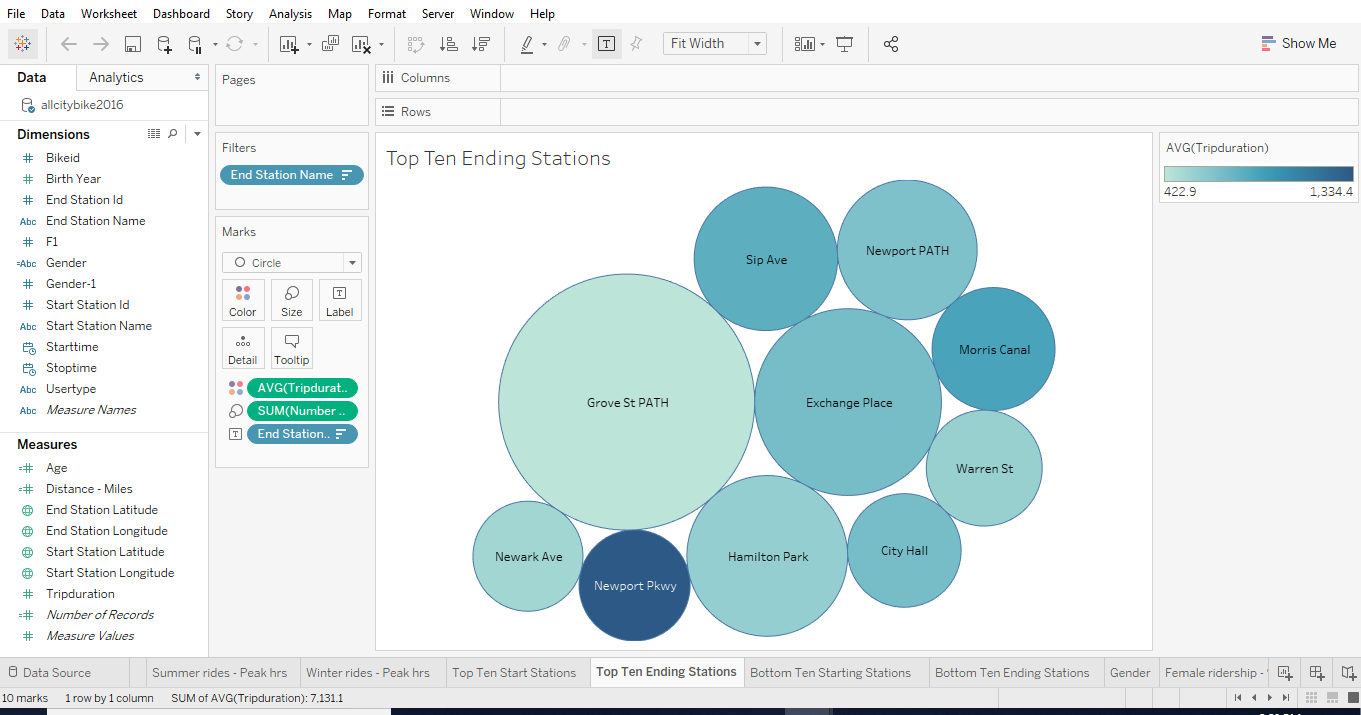 File Data Worksheet Dashboard Story Analysis Map Format Server Window Help
Fit Width
Show Me
Data Analytics
allcitybike2016
Dimensions
Bikeid
Birth Year
End Station Id
Abc End Station Name
F1
Abc Gender
Gender-1
Start Station Id
Abc Start Station Name
Starttime
Stoptime
Abc Usertype
Abc Measure Names
Measures
Age
Distance - Miles
End Station Latitude
End Station Longitude
Start Station Latitude
Start Station Longitude
Tripduration
Number of Records
Measure Values
Pages
Filters
End Station Name
Marks
Circle
Color Size Label
Detail Tooltip
AVG(Tripdurat..
SUM(Number ..
End Station..
Columns
Rows
Top Ten Ending Stations
Sip Ave
Newport PATH
Morris Canal
Grove St PATH
Exchange Place
Warren St
Newark Ave
Newport Pkwy
Hamilton Park
City Hall
AVG(Tripduration)
422.9 1,334.4
Data Source Summer rides - Peak hrs Winter rides - Peak hrs Top Ten Start Stations Top Ten Ending Stations Bottom Ten Starting Stations Bottom Ten Ending Stations Gender Female ridership -
10 marks 1 row by 1 column SUM of AVG(Tripduration): 7,131.1